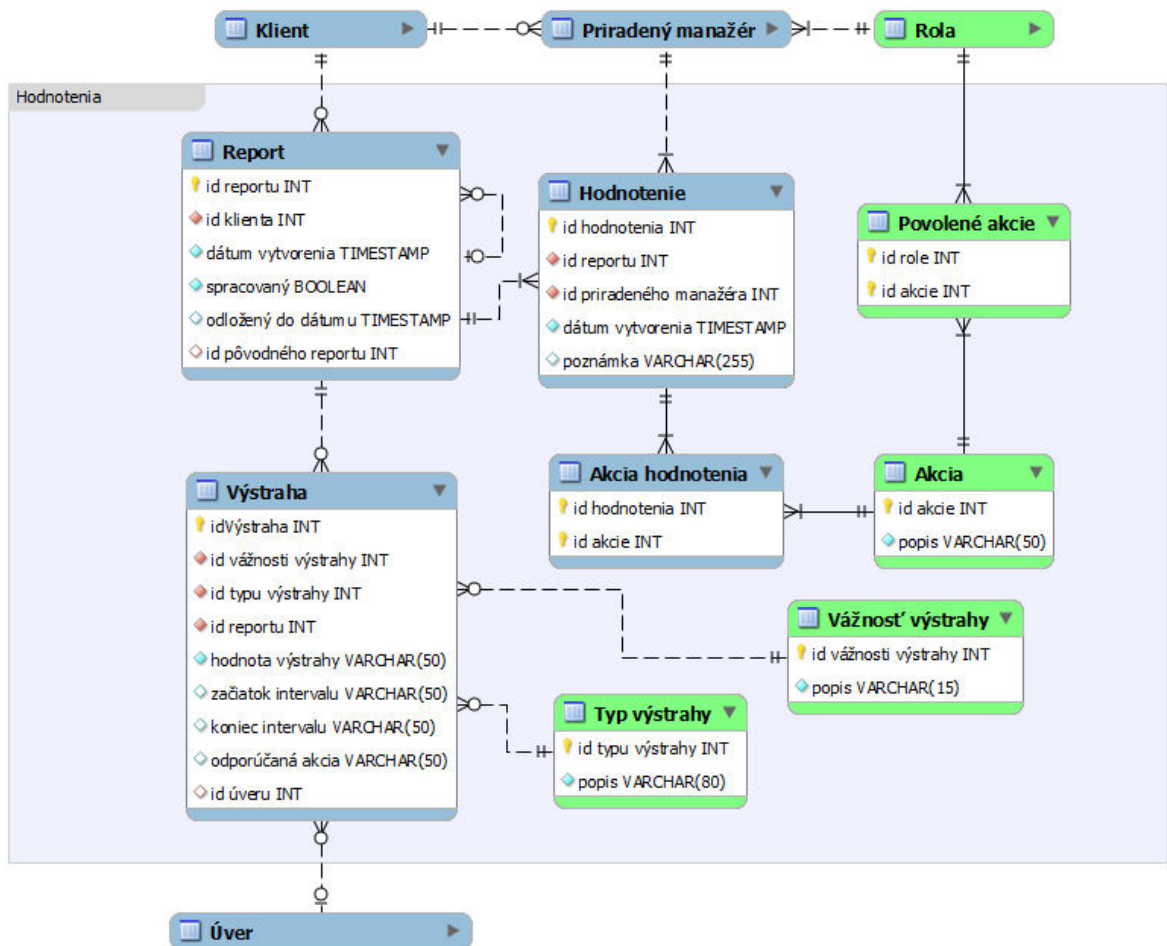 Klient
Priradený manažér
Rola
Hodnotenia
Report
id reportu INT
id klienta INT
dátum vytvorenia TIMESTAMP
spracovaný BOOLEAN
odložený do dátumu TIMESTAMP
id pôvodného reportu INT
Hodnotenie
id hodnotenia INT
id reportu INT
id priradeného manažéra INT
dátum vytvorenia TIMESTAMP
poznámka VARCHAR(255)
Povolené akcie
id role INT
id akcie INT
Výstraha
idVýstraha INT
id vážnosti výstrahy INT
id typu výstrahy INT
id reportu INT
hodnota výstrahy VARCHAR(50)
začiatok intervalu VARCHAR(50)
koniec intervalu VARCHAR(50)
odporúčaná akcia VARCHAR(50)
id úveru INT
Akcia hodnotenia
id hodnotenia INT
id akcie INT
Akcia
id akcie INT
popis VARCHAR(50)
Vážnosť výstrahy
id vážnosti výstrahy INT
popis VARCHAR(15)
Typ výstrahy
id typu výstrahy INT
popis VARCHAR(80)
Úver